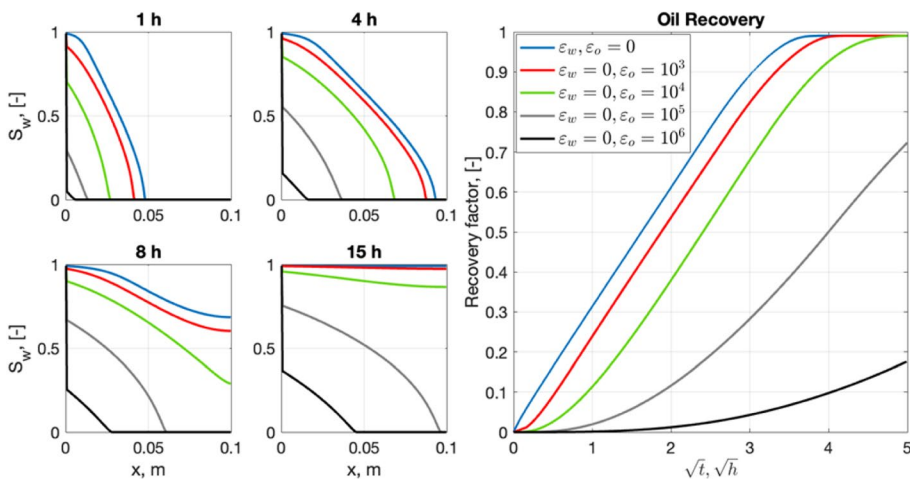 1 h
1
0.5
0
S_w, [-]
0 0.05 0.1
4 h
1
0.5
0
0 0.05 0.1
8 h
1
0.5
0
S_w, [-]
0 0.05 0.1
x, m
15 h
1
0.5
0
0 0.05 0.1
x, m
Oil Recovery
Recovery factor, [-]
1
0.9
0.8
0.7
0.6
0.5
0.4
0.3
0.2
0.1
0
ε_w, ε_o = 0
ε_w = 0, ε_o = 10^3
ε_w = 0, ε_o = 10^4
ε_w = 0, ε_o = 10^5
ε_w = 0, ε_o = 10^6
0 1 2 3 4 5
√t, √h